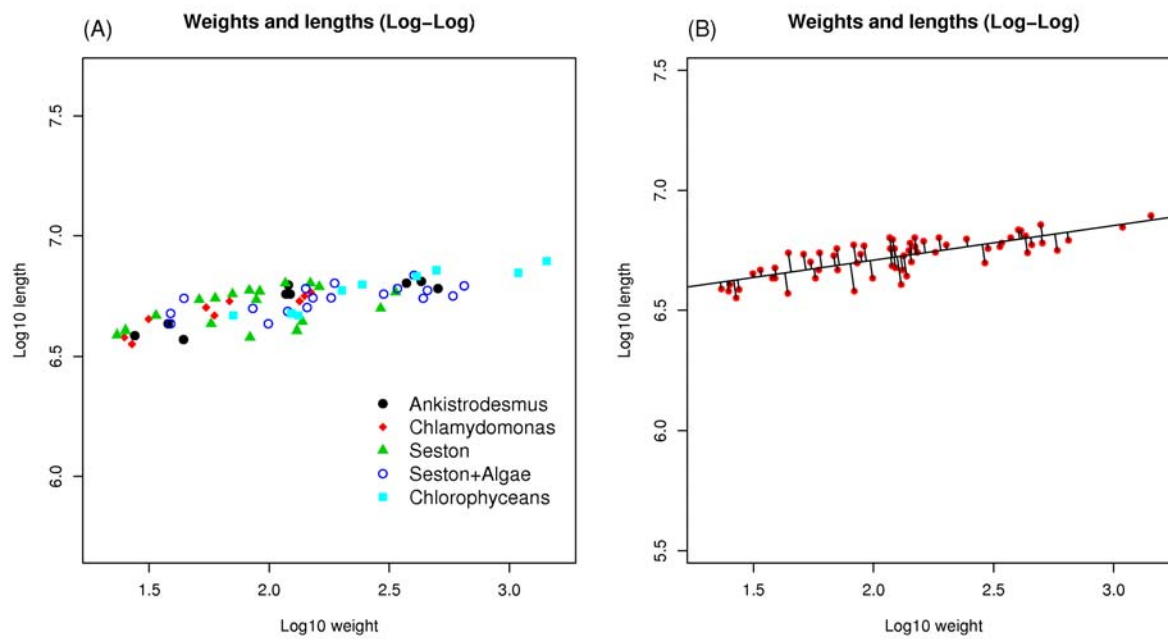 (A)
Weights and lengths (Log−Log)
Log10 length
7.5
7.0
6.5
6.0
Ankistrodesmus
Chlamydomonas
Seston
Seston+Algae
Chlorophyceans
1.5 2.0 2.5 3.0
Log10 weight
(B)
Weights and lengths (Log−Log)
Log10 length
7.5
7.0
6.5
6.0
5.5
1.5 2.0 2.5 3.0
Log10 weight